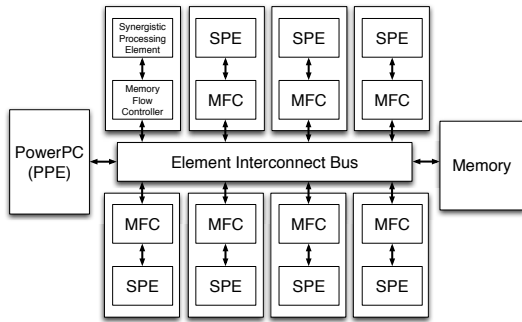 Synergistic
Processing
Element
SPE
SPE
SPE
Memory
Flow
Controller
MFC
MFC
MFC
PowerPC
(PPE)
Element Interconnect Bus
Memory
MFC
MFC
MFC
MFC
SPE
SPE
SPE
SPE